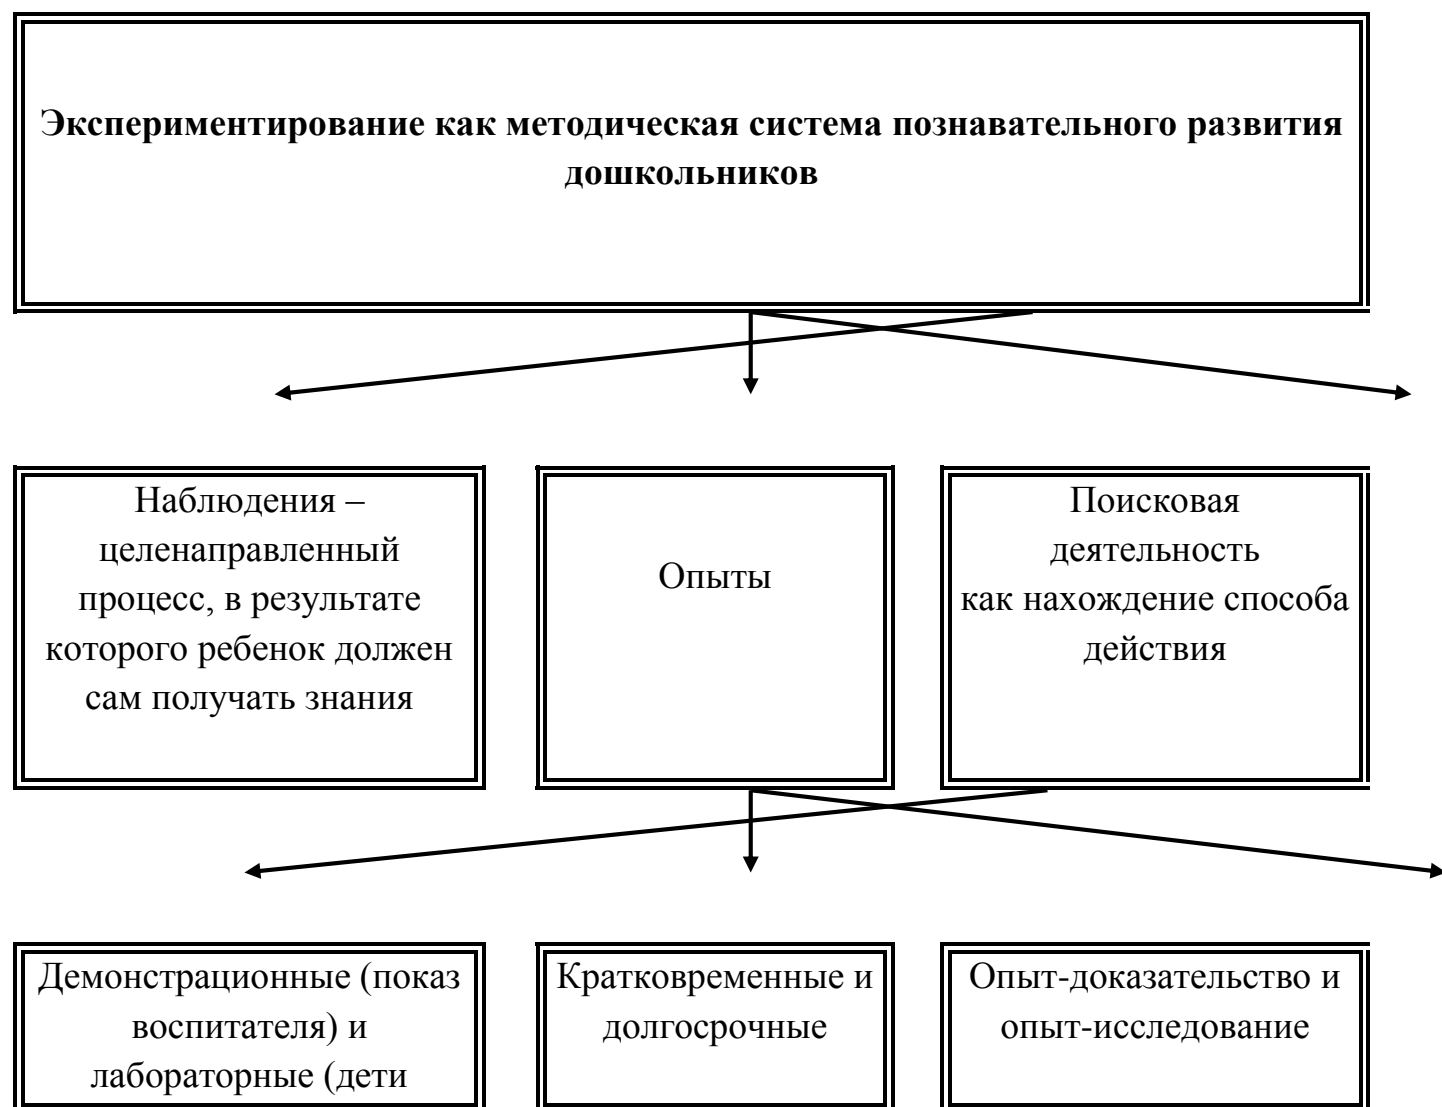 Экспериментирование как методическая система познавательного развития
дошкольников
Наблюдения –
целенаправленный
процесс, в результате
которого ребенок должен
сам получать знания
Опыты
Поисковая
деятельность
как нахождение способа
действия
Демонстрационные (показ
воспитателя) и
лабораторные (дети
Кратковременные и
долгосрочные
Опыт-доказательство и
опыт-исследование